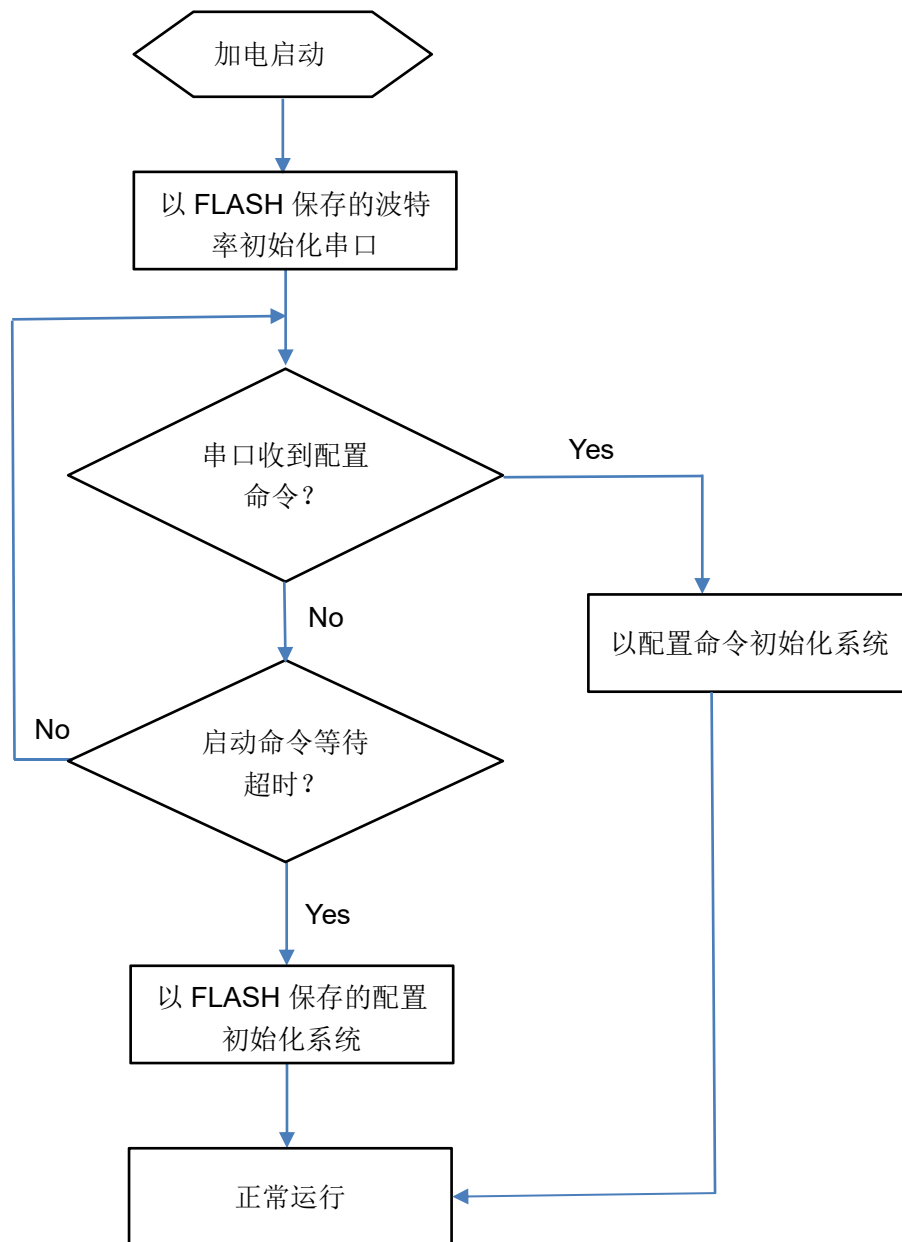 加电启动
以 FLASH 保存的波特
率初始化串口
串口收到配置
命令？
Yes
No
以配置命令初始化系统
No
启动命令等待
超时？
Yes
以 FLASH 保存的配置
初始化系统
正常运行